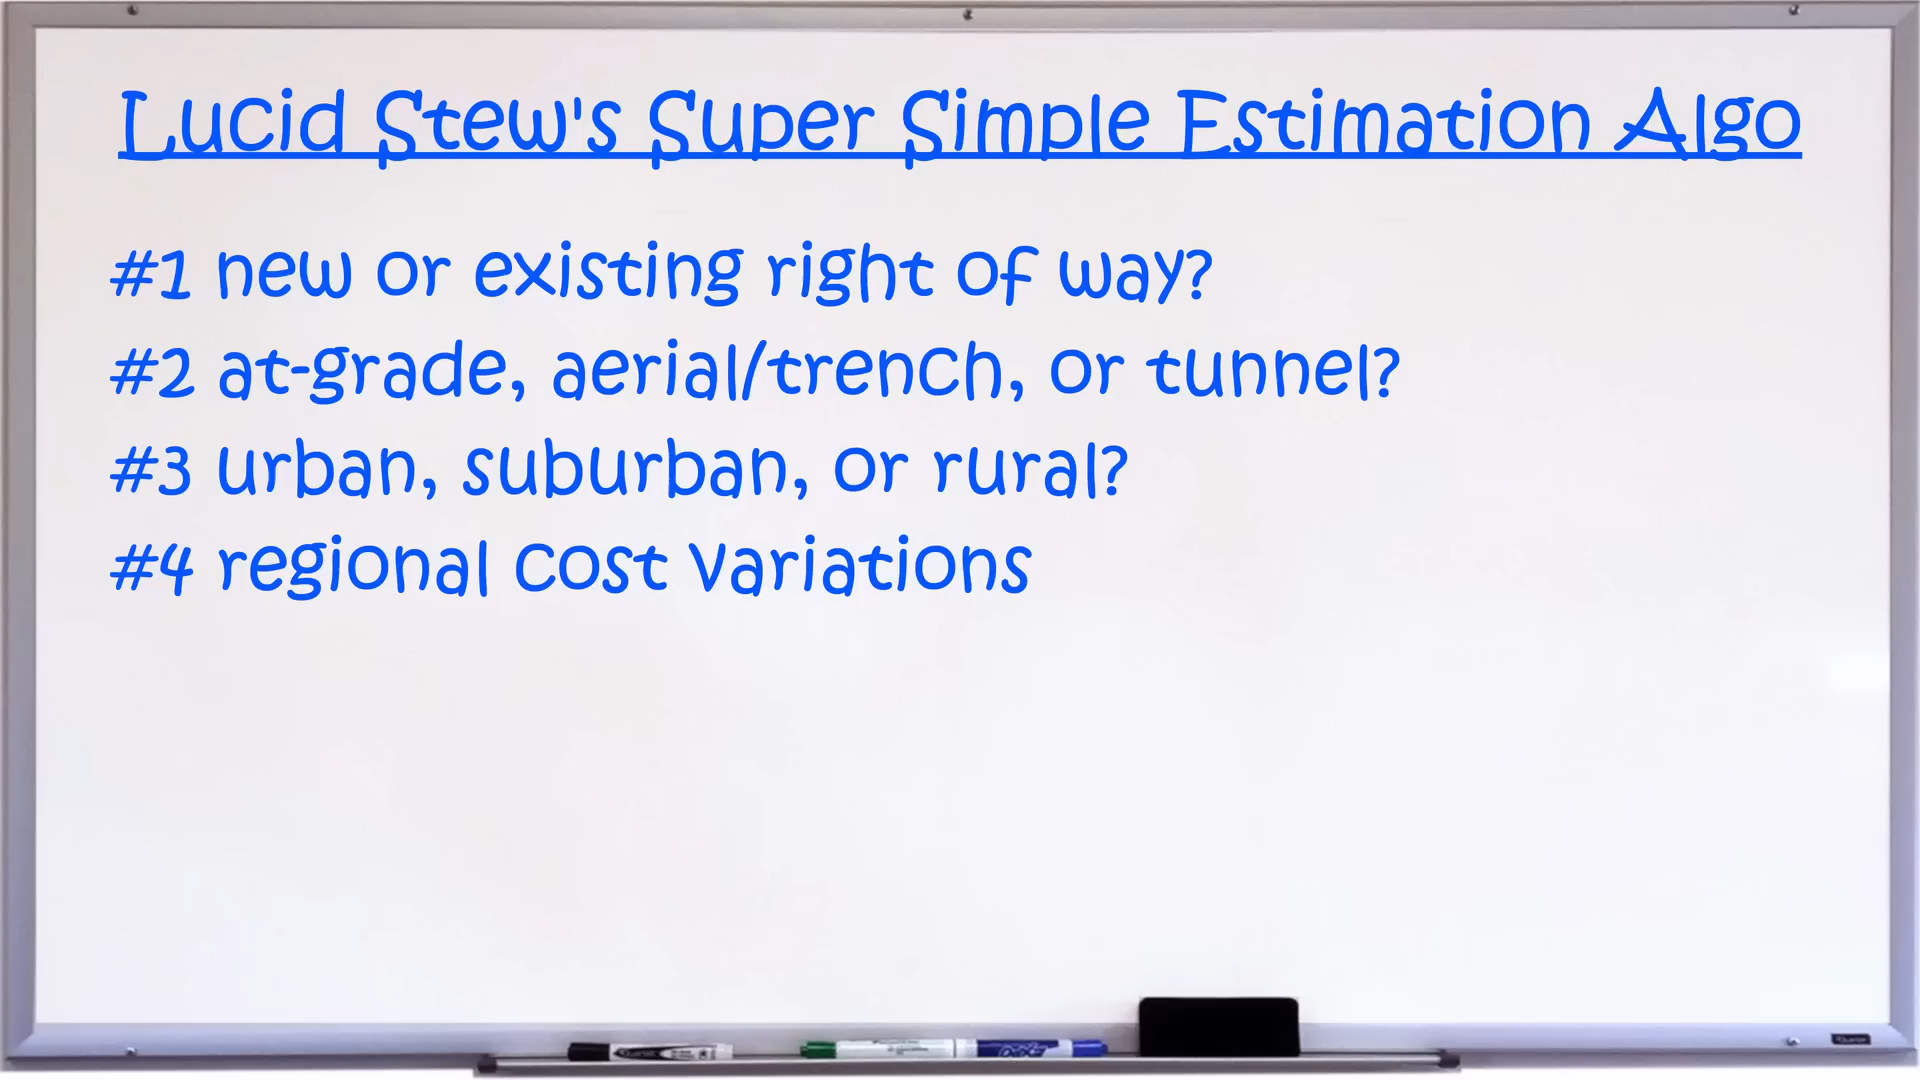 Lucid Stew's Super Simple Estimation Algo
#1 new or existing right of way?
#2 at-grade, aerial/trench, or tunnel?
#3 urban, suburban, or rural?
#4 regional cost variations